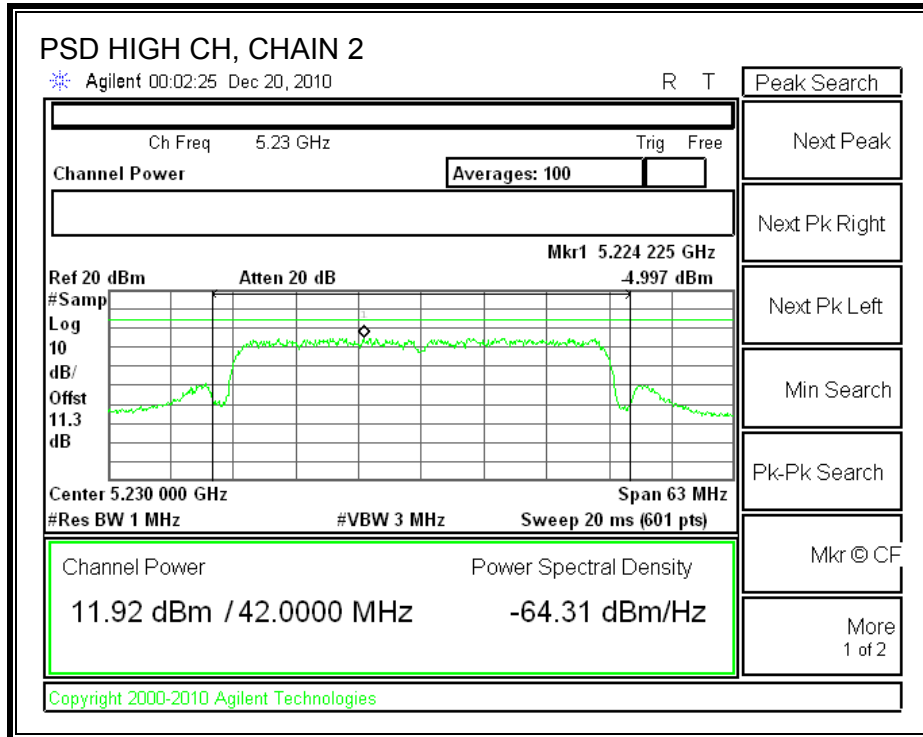 PSD HIGH CH, CHAIN 2
Agilent 00:02:25 Dec 20, 2010 R T
Peak Search
Ch Freq 5.23 GHz Trig Free
Channel Power Averages: 100
Mkr1 5.224 225 GHz
Ref 20 dBm Atten 20 dB -4.997 dBm
#Samp
Log
10
dB/
Offst
11.3
dB
1
Center 5.230 000 GHz Span 63 MHz
#Res BW 1 MHz #VBW 3 MHz Sweep 20 ms (601 pts)
Channel Power Power Spectral Density
11.92 dBm / 42.0000 MHz -64.31 dBm/Hz
Copyright 2000-2010 Agilent Technologies
Next Peak
Next Pk Right
Next Pk Left
Min Search
Pk-Pk Search
Mkr © CF
More
1 of 2